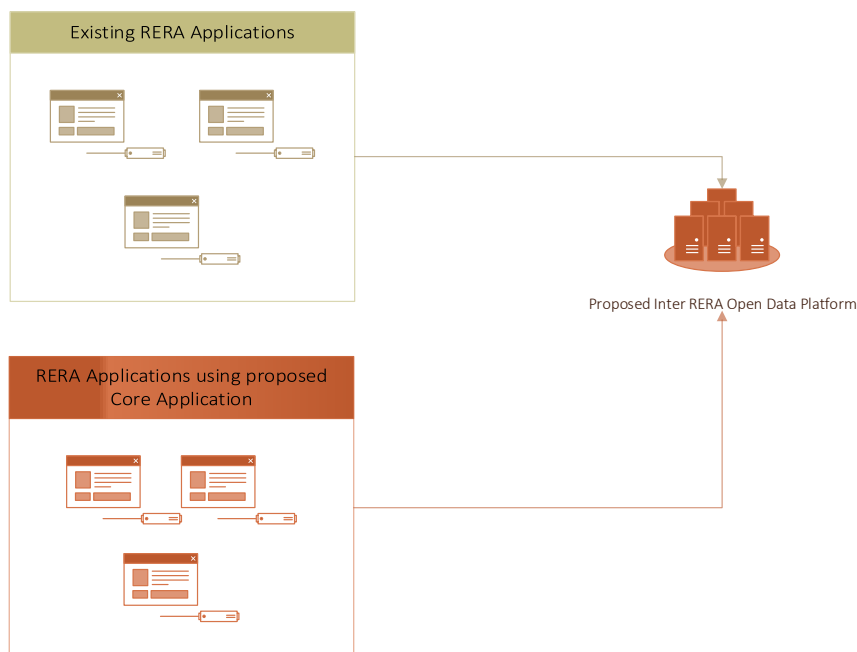 Existing RERA Applications
Proposed Inter RERA Open Data Platform
RERA Applications using proposed
Core Application